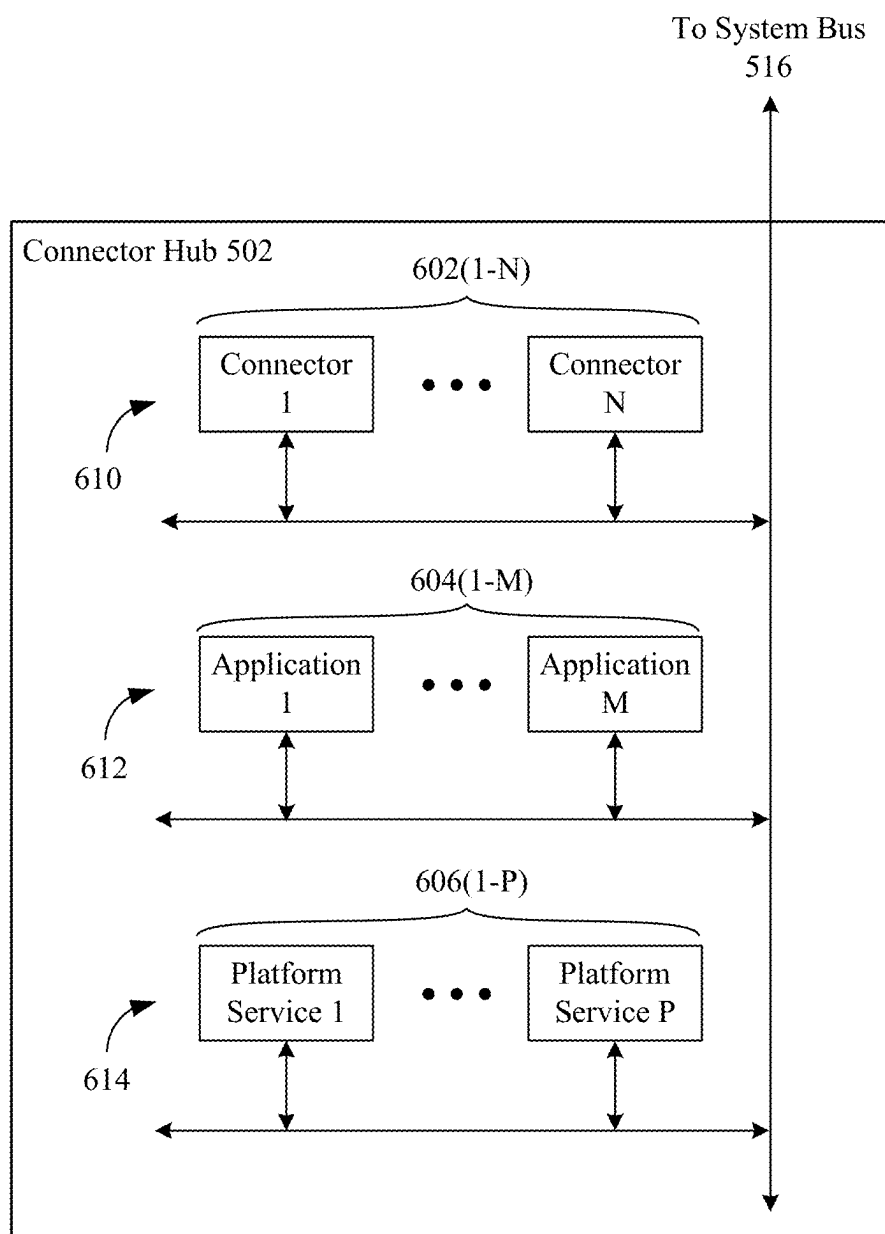 To System Bus
516
Connector Hub 502
602(1-N)
Connector
1
Connector
N
610
604(1-M)
Application
1
Application
M
612
606(1-P)
Platform
Service 1
Platform
Service P
614